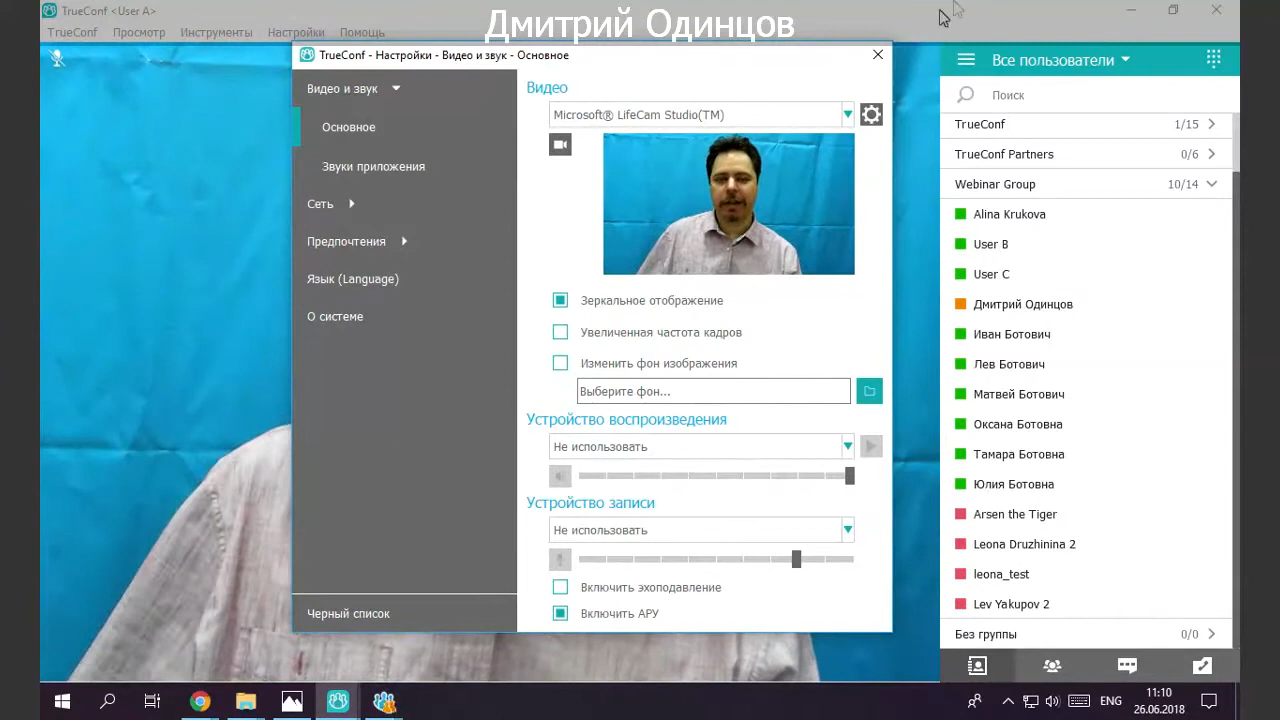 TrueConf <User A>
Дмитрий Одинцов
TrueConf Просмотр Инструменты Настройки Помощь
TrueConf - Настройки - Видео и звук - Основное
Видео и звук
Основное
Звуки приложения
Сеть
Предпочтения
Язык (Language)
О системе
Черный список
Видео
Microsoft® LifeCam Studio(TM)
Зеркальное отображение
Увеличенная частота кадров
Изменить фон изображения
Выберите фон...
Устройство воспроизведения
Не использовать
Устройство записи
Не использовать
Включить эхоподавление
Включить АРУ
Все пользователи
Поиск
TrueConf 1/15
TrueConf Partners 0/6
Webinar Group 10/14
Alina Krukova
User B
User C
Дмитрий Одинцов
Иван Ботович
Лев Ботович
Матвей Ботович
Оксана Ботовна
Тамара Ботовна
Юлия Ботовна
Arsen the Tiger
Leona Druzhinina 2
leona_test
Lev Yakupov 2
Без группы 0/0
ENG
11:10
26.06.2018